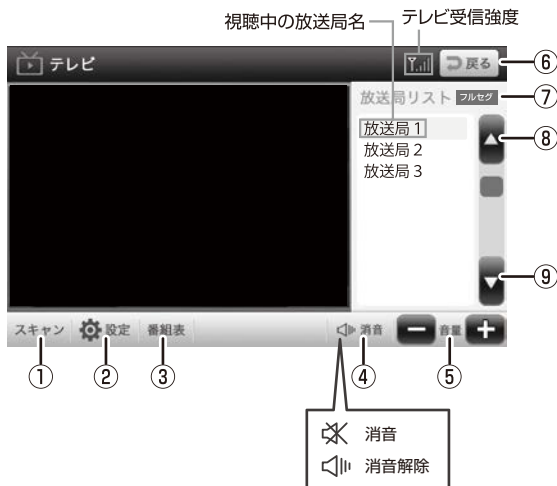 視聴中の放送局名
テレビ受信強度
テレビ
戻る
⑥
放送局リスト フルセグ
⑦
放送局 1
放送局 2
放送局 3
⑧
⑨
スキャン 設定 番組表 消音 音量
① ② ③ ④ ⑤
消音
消音解除